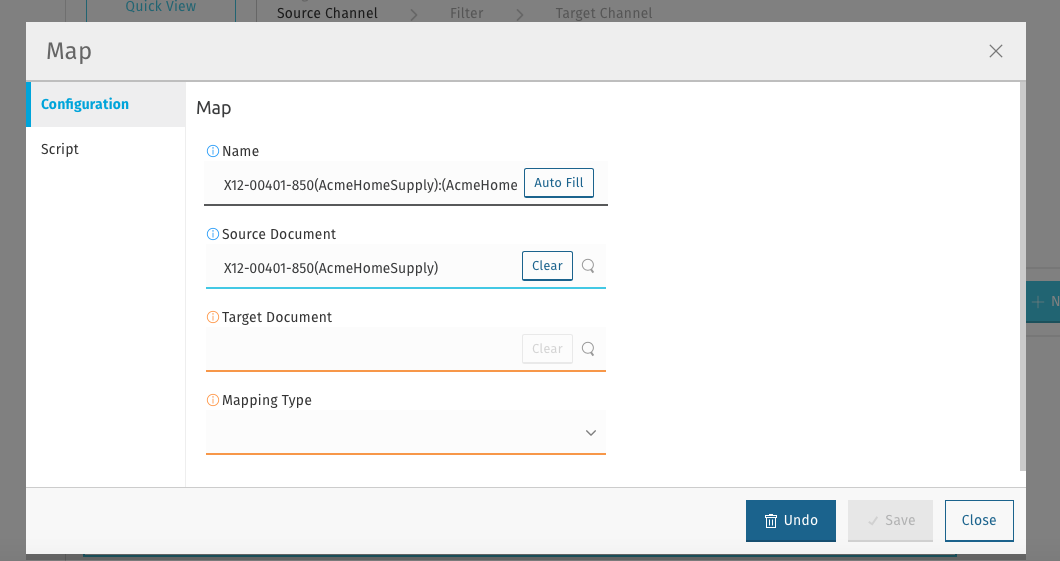 Quick View
Source Channel
Filter
Target Channel
Map
Configuration
Script
Map
Name
X12-00401-850(AcmeHomeSupply):(AcmeHome
Auto Fill
Source Document
X12-00401-850(AcmeHomeSupply)
Clear
Target Document
Clear
Mapping Type
+ N
Undo
Save
Close